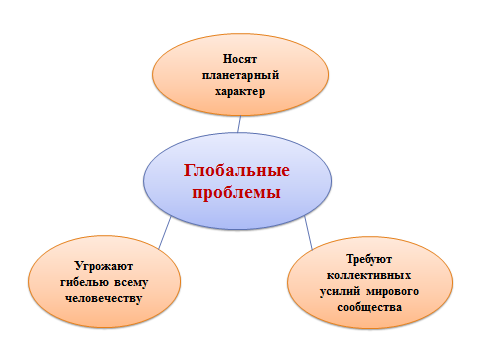 Носят
планетарный
характер
Глобальные
проблемы
Угрожают
гибелью всему
человечеству
Требуют
коллективных
усилий мирового
сообщества